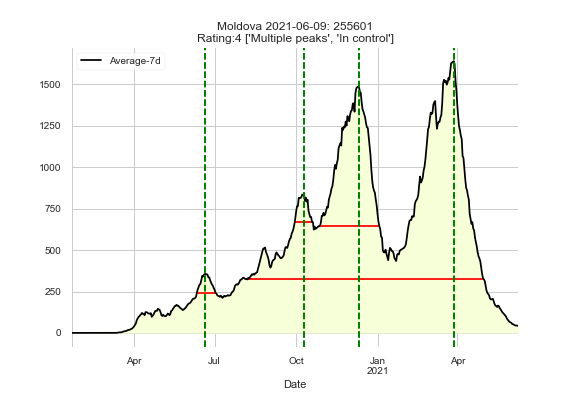 Moldova 2021-06-09: 255601
Rating:4 ['Multiple peaks', 'In control']
Average-7d
1500
1250
1000
750
500
250
0
Apr
Jul
Oct
Jan
2021
Apr
Date